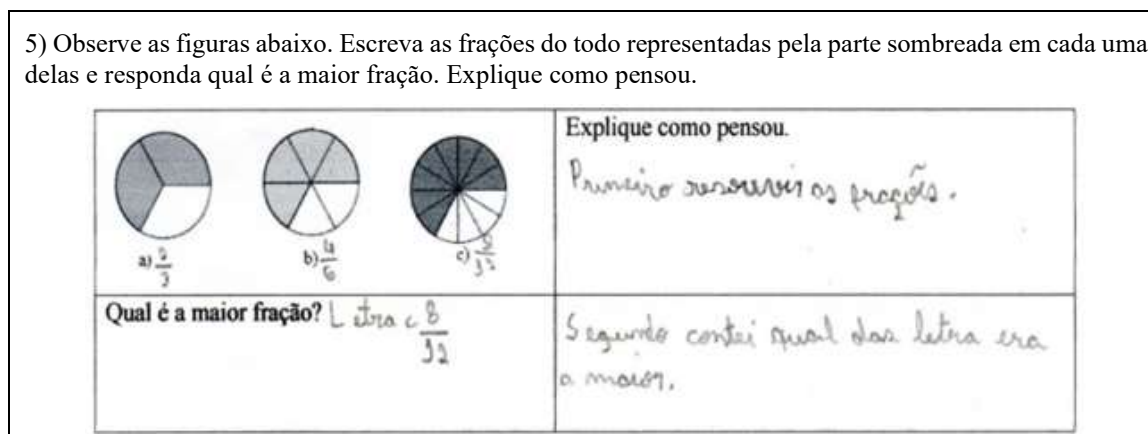 5) Observe as figuras abaixo. Escreva as frações do todo representadas pela parte sombreada em cada uma
delas e responda qual é a maior fração. Explique como pensou.
a) 2/3
b) 4/6
c) 8/12
Explique como pensou.
Primeiro as frações.
Qual é a maior fração? Letra c 8/12
Segundo contei qual das letra era
a maior.